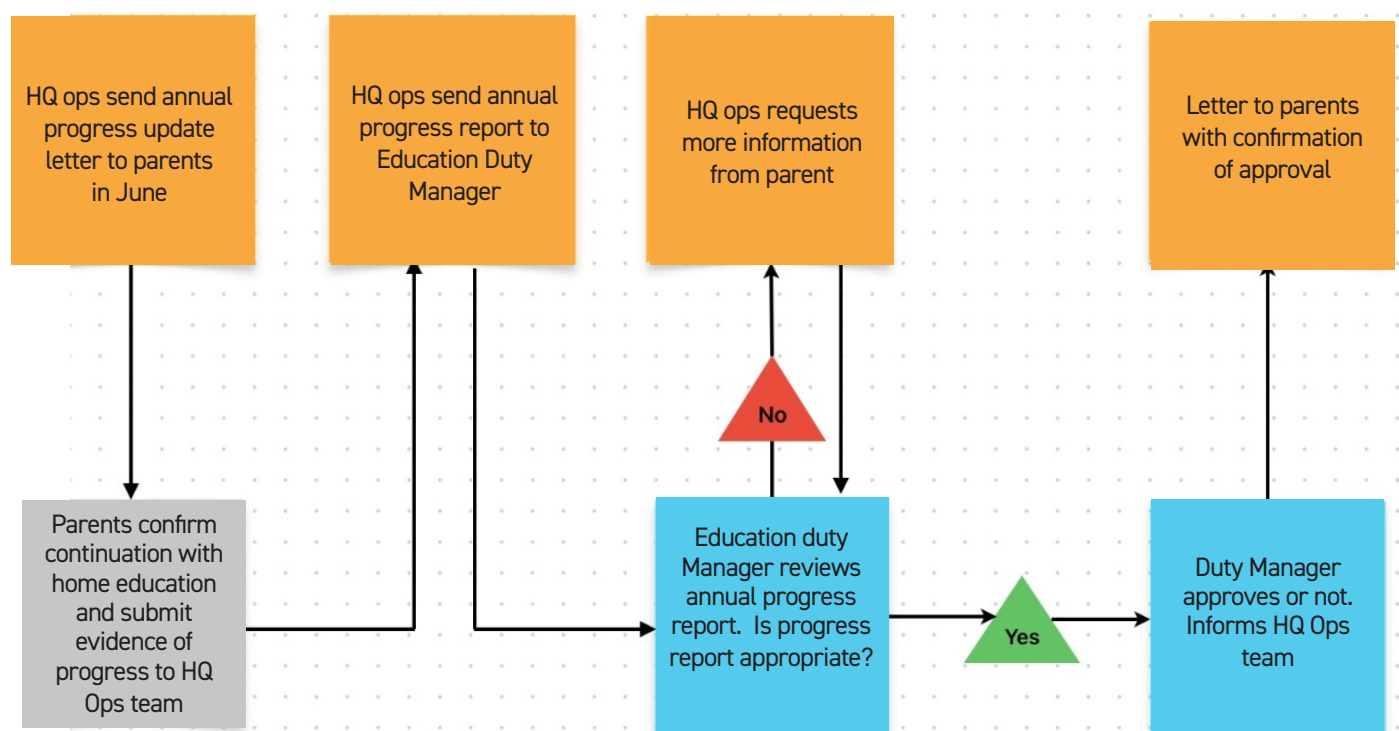 HQ ops send annual
progress update
letter to parents
in June
HQ ops send annual
progress report to
Education Duty
Manager
HQ ops requests
more information
from parent
Letter to parents
with confirmation
of approval
No
Parents confirm
continuation with
home education
and submit
evidence of
progress to HQ
Ops team
Education duty
Manager reviews
annual progress
report.  Is progress
report appropriate?
Yes
Duty Manager
approves or not.
Informs HQ Ops
team